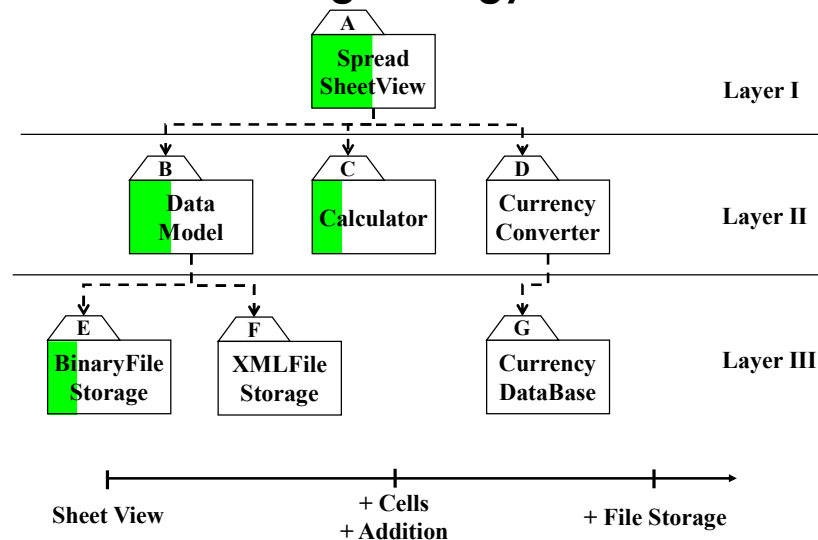 A
Spread
SheetView
Layer I
B
Data
Model
C
Calculator
D
Currency
Converter
Layer II
E
BinaryFile
Storage
F
XMLFile
Storage
G
Currency
DataBase
Layer III
Sheet View
+ Cells
+ Addition
+ File Storage